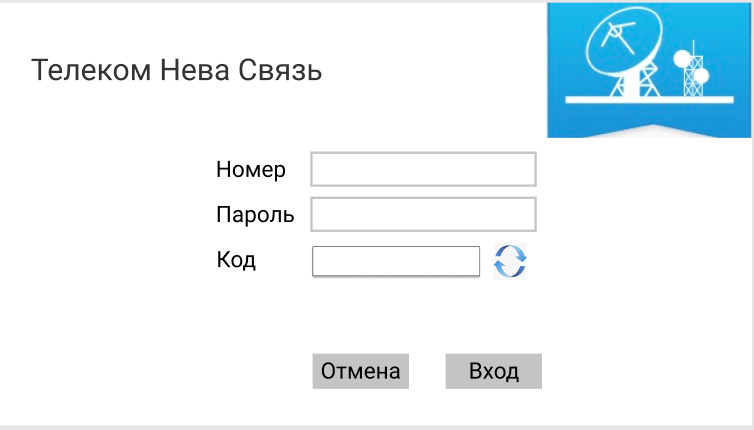 Телеком Нева Связь
Номер
Пароль
Код
Отмена Вход